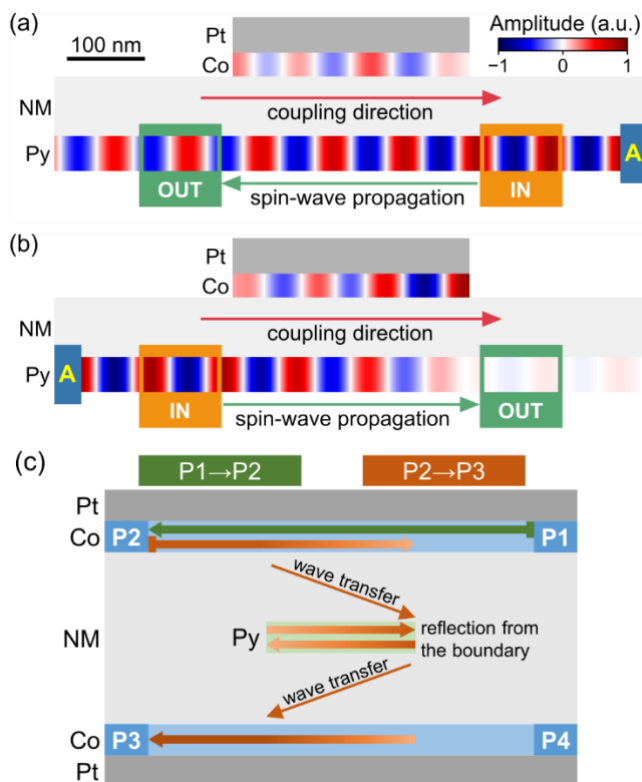 (a)
100 nm
Pt
Co
Amplitude (a.u.)
−1 0 1
NM
coupling direction
Py
A
OUT
spin-wave propagation
IN
(b)
Pt
Co
NM
coupling direction
Py
A
IN
spin-wave propagation
OUT
(c)
P1→P2
P2→P3
Pt
Co
P2
P1
wave transfer
NM
Py
reflection from
the boundary
wave transfer
Co
P3
P4
Pt